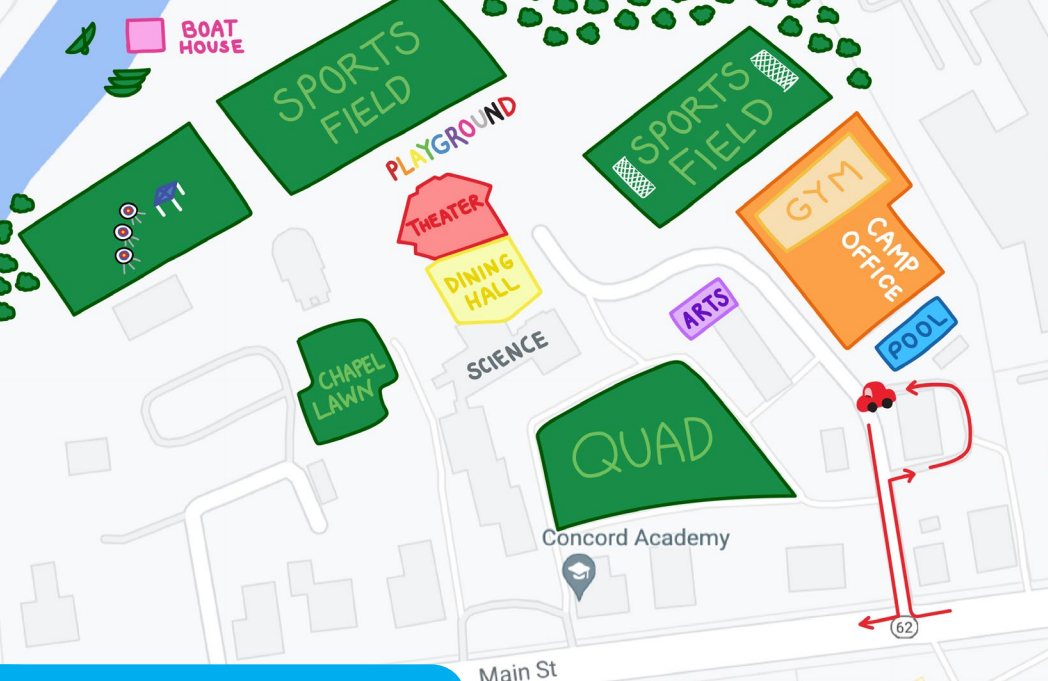 BOAT
HOUSE
SPORTS
FIELD
SPORTS
FIELD
PLAYGROUND
GYM
THEATER
CAMP
OFFICE
DINING
HALL
ARTS
POOL
SCIENCE
CHAPEL
LAWN
QUAD
Concord Academy
62
Main St